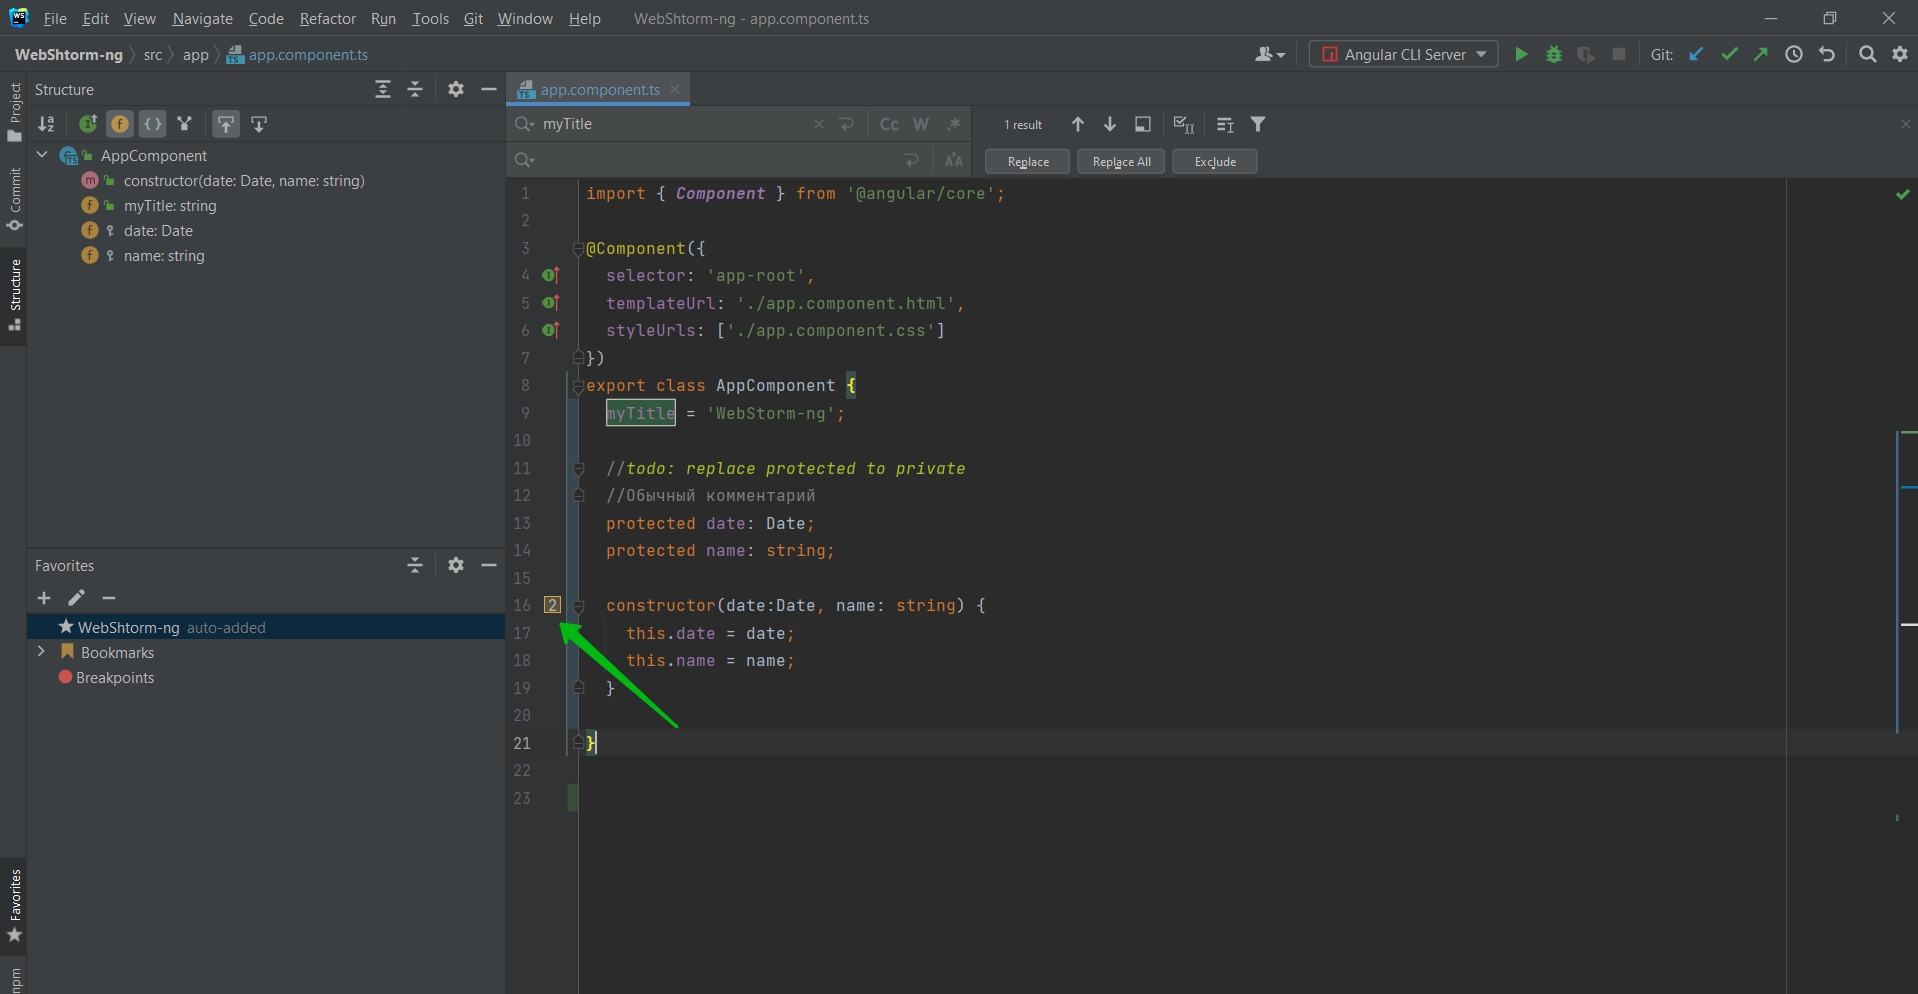 WS File Edit View Navigate Code Refactor Run Tools Git Window Help WebShtorm-ng - app.component.ts
WebShtorm-ng src app TS app.component.ts Angular CLI Server Git:
Project
Commit
Structure
Favorites
npm
Structure
AppComponent
m constructor(date: Date, name: string)
f myTitle: string
f date: Date
f name: string
Favorites
WebShtorm-ng auto-added
Bookmarks
Breakpoints
TS app.component.ts
myTitle Cc W .* 1 result
Replace Replace All Exclude
1 import { Component } from '@angular/core';
2
3 @Component({
4 selector: 'app-root',
5 templateUrl: './app.component.html',
6 styleUrls: ['./app.component.css']
7 })
8 export class AppComponent {
9 myTitle = 'WebStorm-ng';
10
11 //todo: replace protected to private
12 //Обычный комментарий
13 protected date: Date;
14 protected name: string;
15
16 2 constructor(date:Date, name: string) {
17 this.date = date;
18 this.name = name;
19 }
20
21 }
22
23